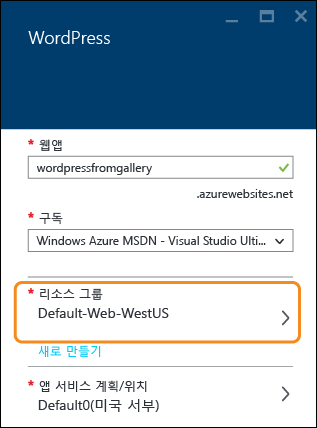 WordPress
* 웹앱
wordpressfromgallery
.azurewebsites.net
* 구독
Windows Azure MSDN - Visual Studio Ulti...
* 리소스 그룹
Default-Web-WestUS
새로 만들기
* 앱 서비스 계획/위치
Default0(미국 서부)